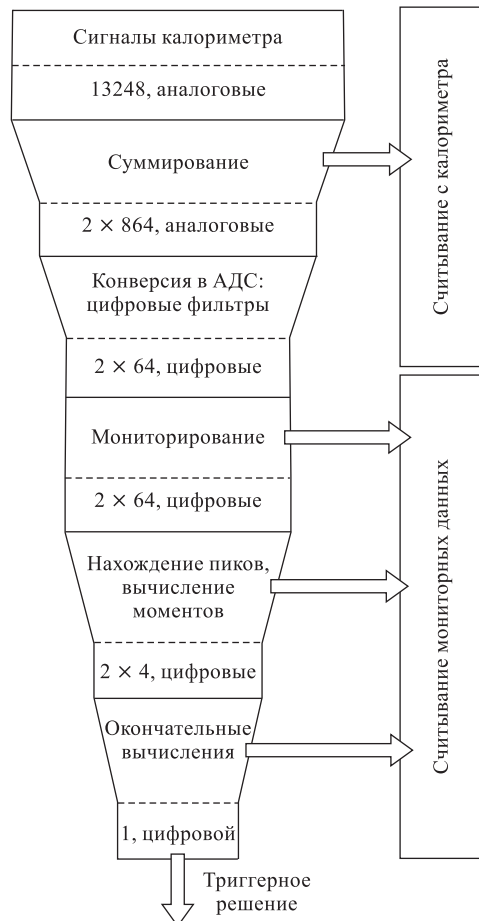 Сигналы калориметра
13248, аналоговые
Суммирование
2 × 864, аналоговые
Конверсия в АДС:
цифровые фильтры
2 × 64, цифровые
Мониторирование
2 × 64, цифровые
Нахождение пиков,
вычисление
моментов
2 × 4, цифровые
Окончательные
вычисления
1, цифровой
Триггерное
решение
Считывание с калориметра
Считывание мониторных данных